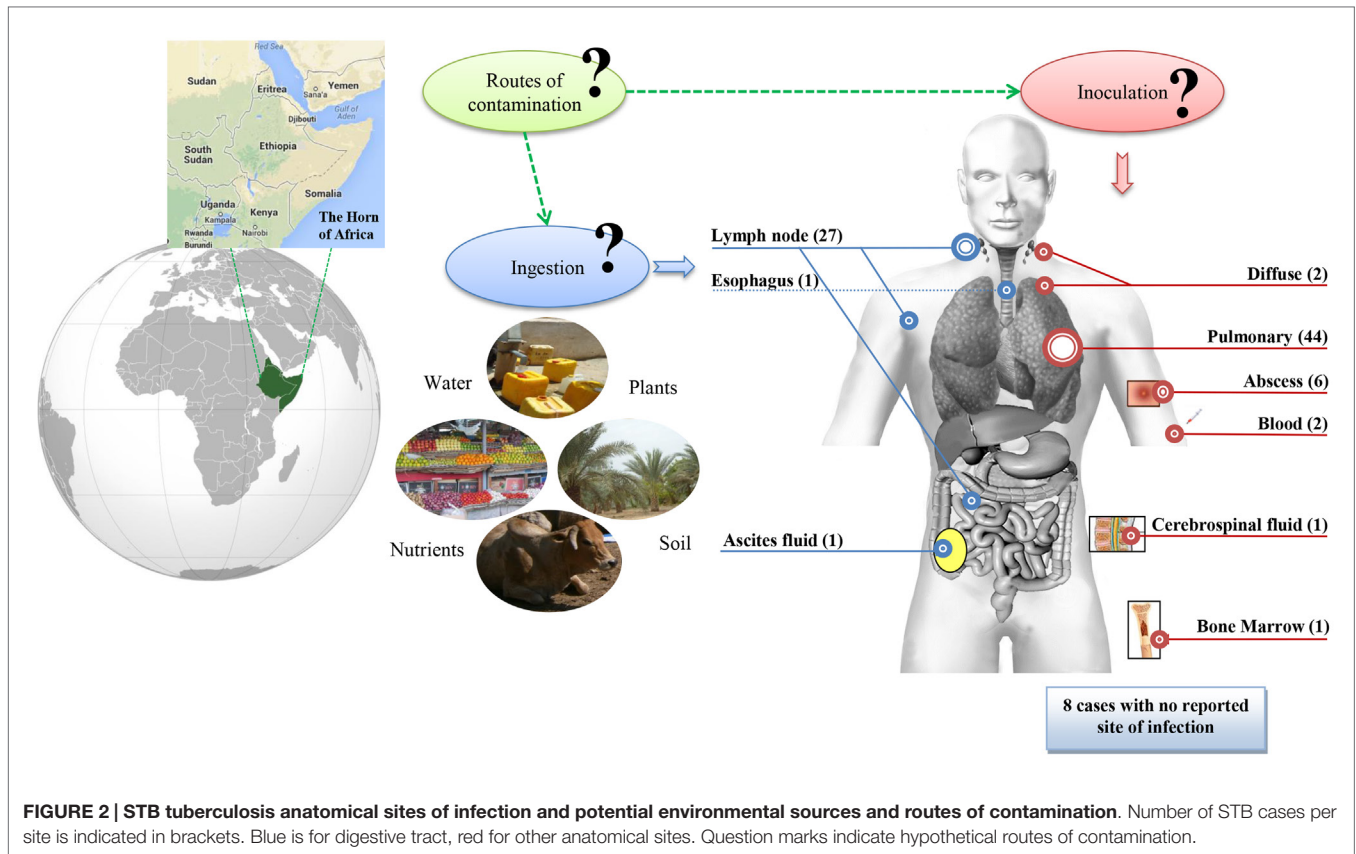 Red Sea
Sudan
Eritrea
Yemen
Sana'a
Gulf of
Aden
Djibouti
South
Sudan
Ethiopia
Somalia
Uganda
Kampala
Kenya
Nairobi
Rwanda
Burundi
The Horn
of Africa
Routes of
contamination
?
Inoculation
?
Ingestion
?
Water
Plants
Nutrients
Soil
Lymph node (27)
Esophagus (1)
Ascites fluid (1)
Diffuse (2)
Pulmonary (44)
Abscess (6)
Blood (2)
Cerebrospinal fluid (1)
Bone Marrow (1)
8 cases with no reported
site of infection
FIGURE 2 | STB tuberculosis anatomical sites of infection and potential environmental sources and routes of contamination. Number of STB cases per
site is indicated in brackets. Blue is for digestive tract, red for other anatomical sites. Question marks indicate hypothetical routes of contamination.